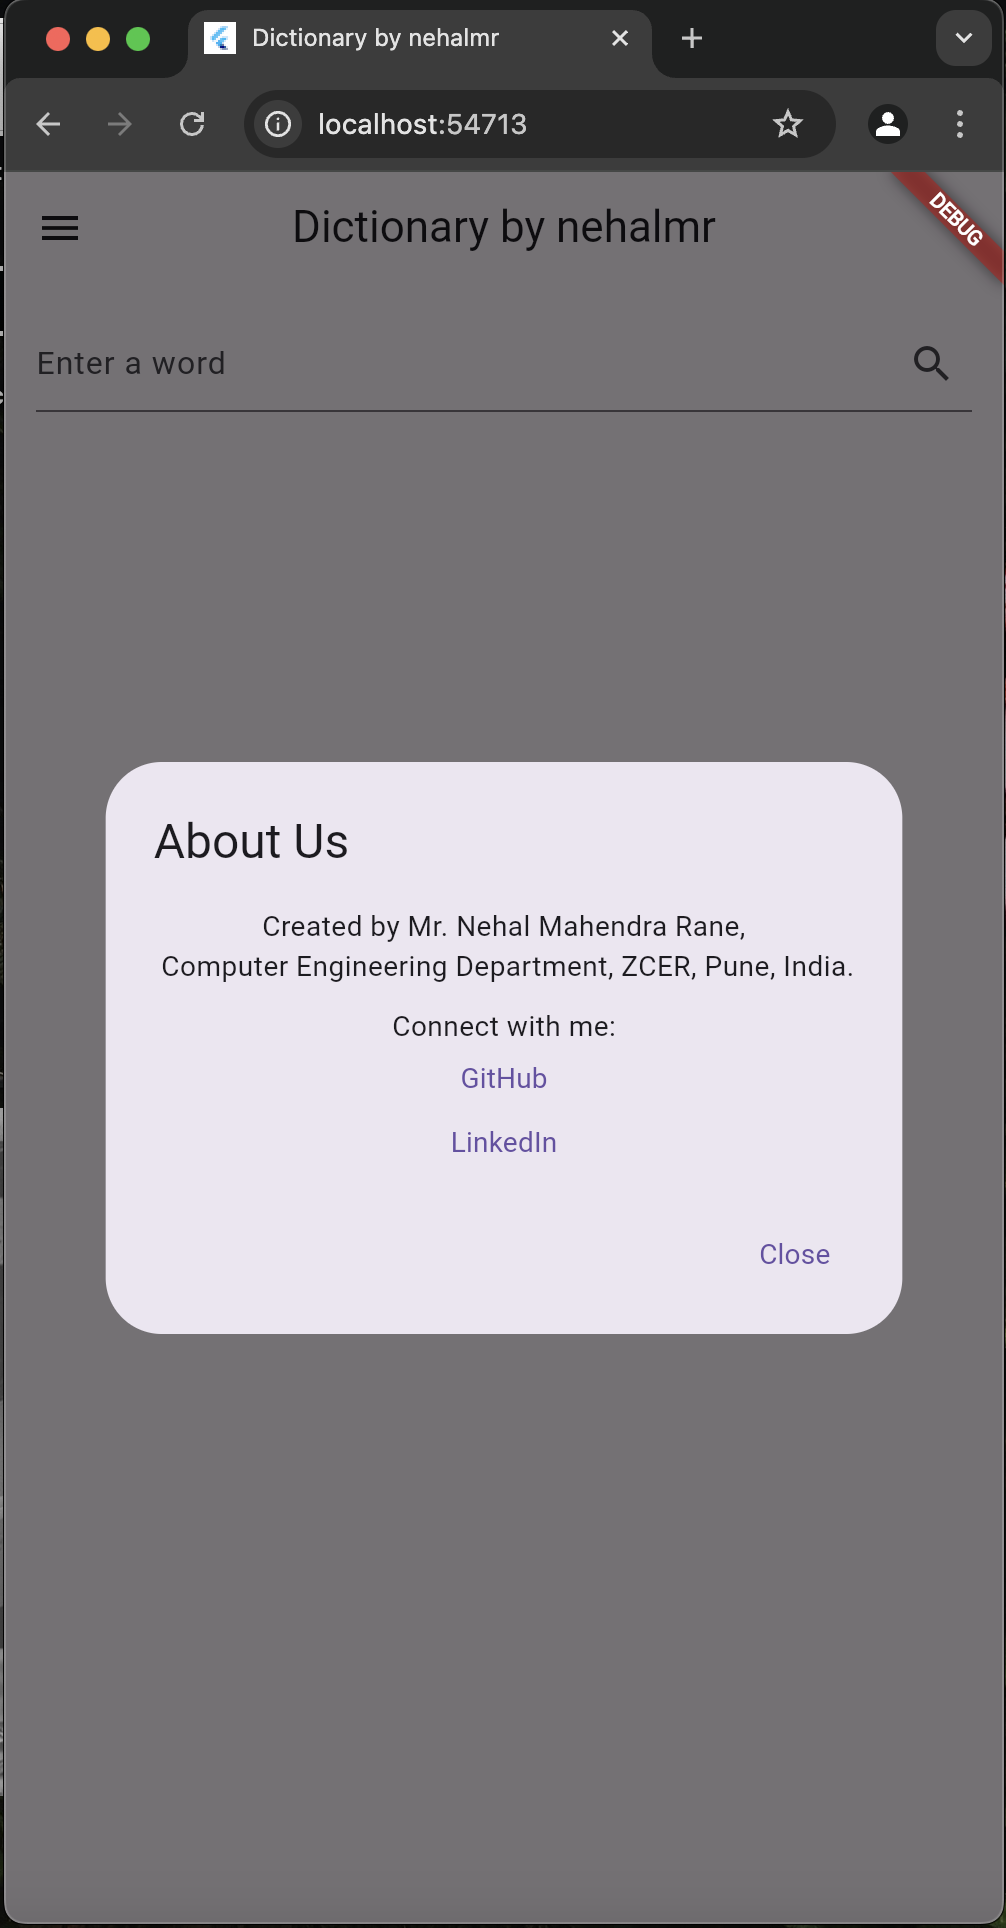 Dictionary by nehalmr
localhost:54713
Dictionary by nehalmr
DEBUG
Enter a word
About Us
Created by Mr. Nehal Mahendra Rane,
Computer Engineering Department, ZCER, Pune, India.
Connect with me:
GitHub
LinkedIn
Close